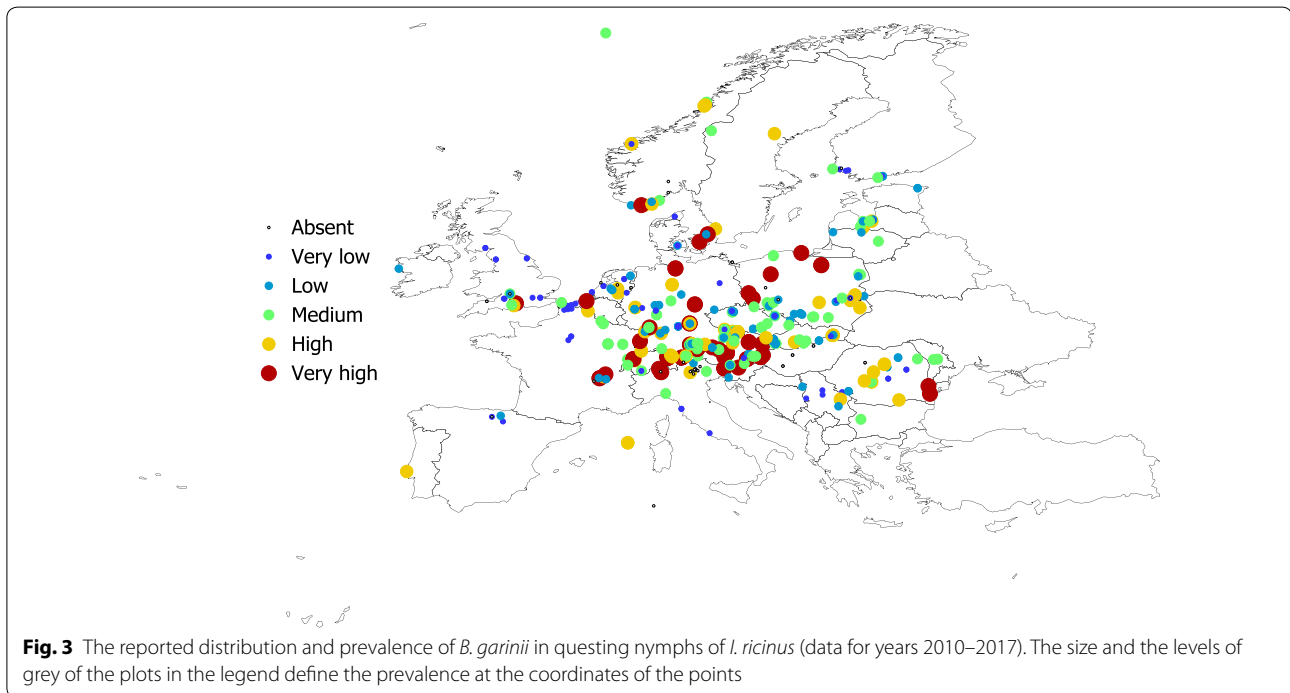 Absent
Very low
Low
Medium
High
Very high
Fig. 3 The reported distribution and prevalence of B. garinii in questing nymphs of I. ricinus (data for years 2010–2017). The size and the levels of
grey of the plots in the legend define the prevalence at the coordinates of the points